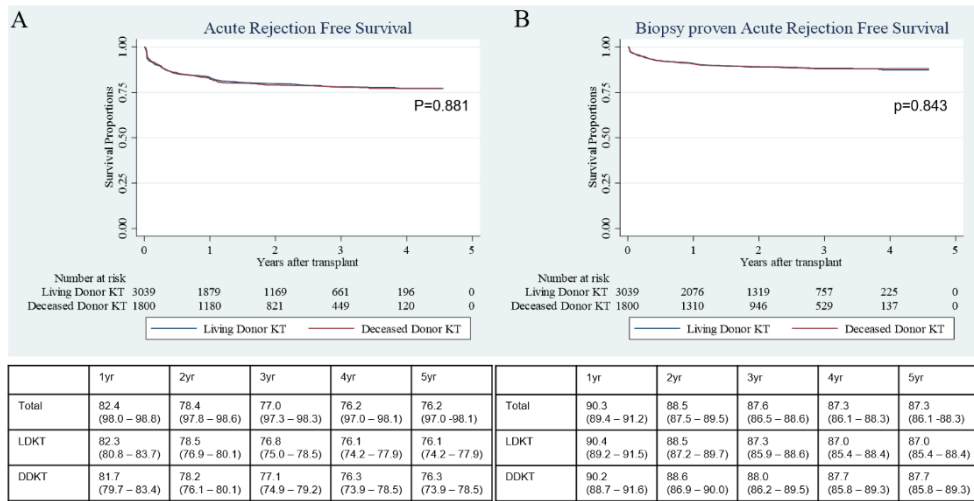 A
Acute Rejection Free Survival
Survival Proportions
1.00
0.75
0.50
0.25
0.00
P=0.881
0 1 2 3 4 5
Years after transplant
Number at risk
Living Donor KT 3039 1879 1169 661 196 0
Deceased Donor KT 1800 1180 821 449 120 0
Living Donor KT Deceased Donor KT
B
Biopsy proven Acute Rejection Free Survival
Survival Proportions
1.00
0.75
0.50
0.25
0.00
p=0.843
0 1 2 3 4 5
Years after transplant
Number at risk
Living Donor KT 3039 2076 1319 757 225 0
Deceased Donor KT 1800 1310 946 529 137 0
Living Donor KT Deceased Donor KT
1yr 2yr 3yr 4yr 5yr
Total 82.4 78.4 77.0 76.2 76.2
(98.0 – 98.8) (97.8 – 98.6) (97.3 – 98.3) (97.0 – 98.1) (97.0 -98.1)
LDKT 82.3 78.5 76.8 76.1 76.1
(80.8 – 83.7) (76.9 – 80.1) (75.0 – 78.5) (74.2 – 77.9) (74.2 – 77.9)
DDKT 81.7 78.2 77.1 76.3 76.3
(79.7 – 83.4) (76.1 – 80.1) (74.9 – 79.2) (73.9 – 78.5) (73.9 – 78.5)
1yr 2yr 3yr 4yr 5yr
Total 90.3 88.5 87.6 87.3 87.3
(89.4 – 91.2) (87.5 – 89.5) (86.5 – 88.6) (86.1 – 88.3) (86.1 -88.3)
LDKT 90.4 88.5 87.3 87.0 87.0
(89.2 – 91.5) (87.2 – 89.7) (85.9 – 88.6) (85.4 – 88.4) (85.4 – 88.4)
DDKT 90.2 88.6 88.0 87.7 87.7
(88.7 – 91.6) (86.9 – 90.0) (86.2 – 89.5) (85.8 – 89.3) (85.8 – 89.3)